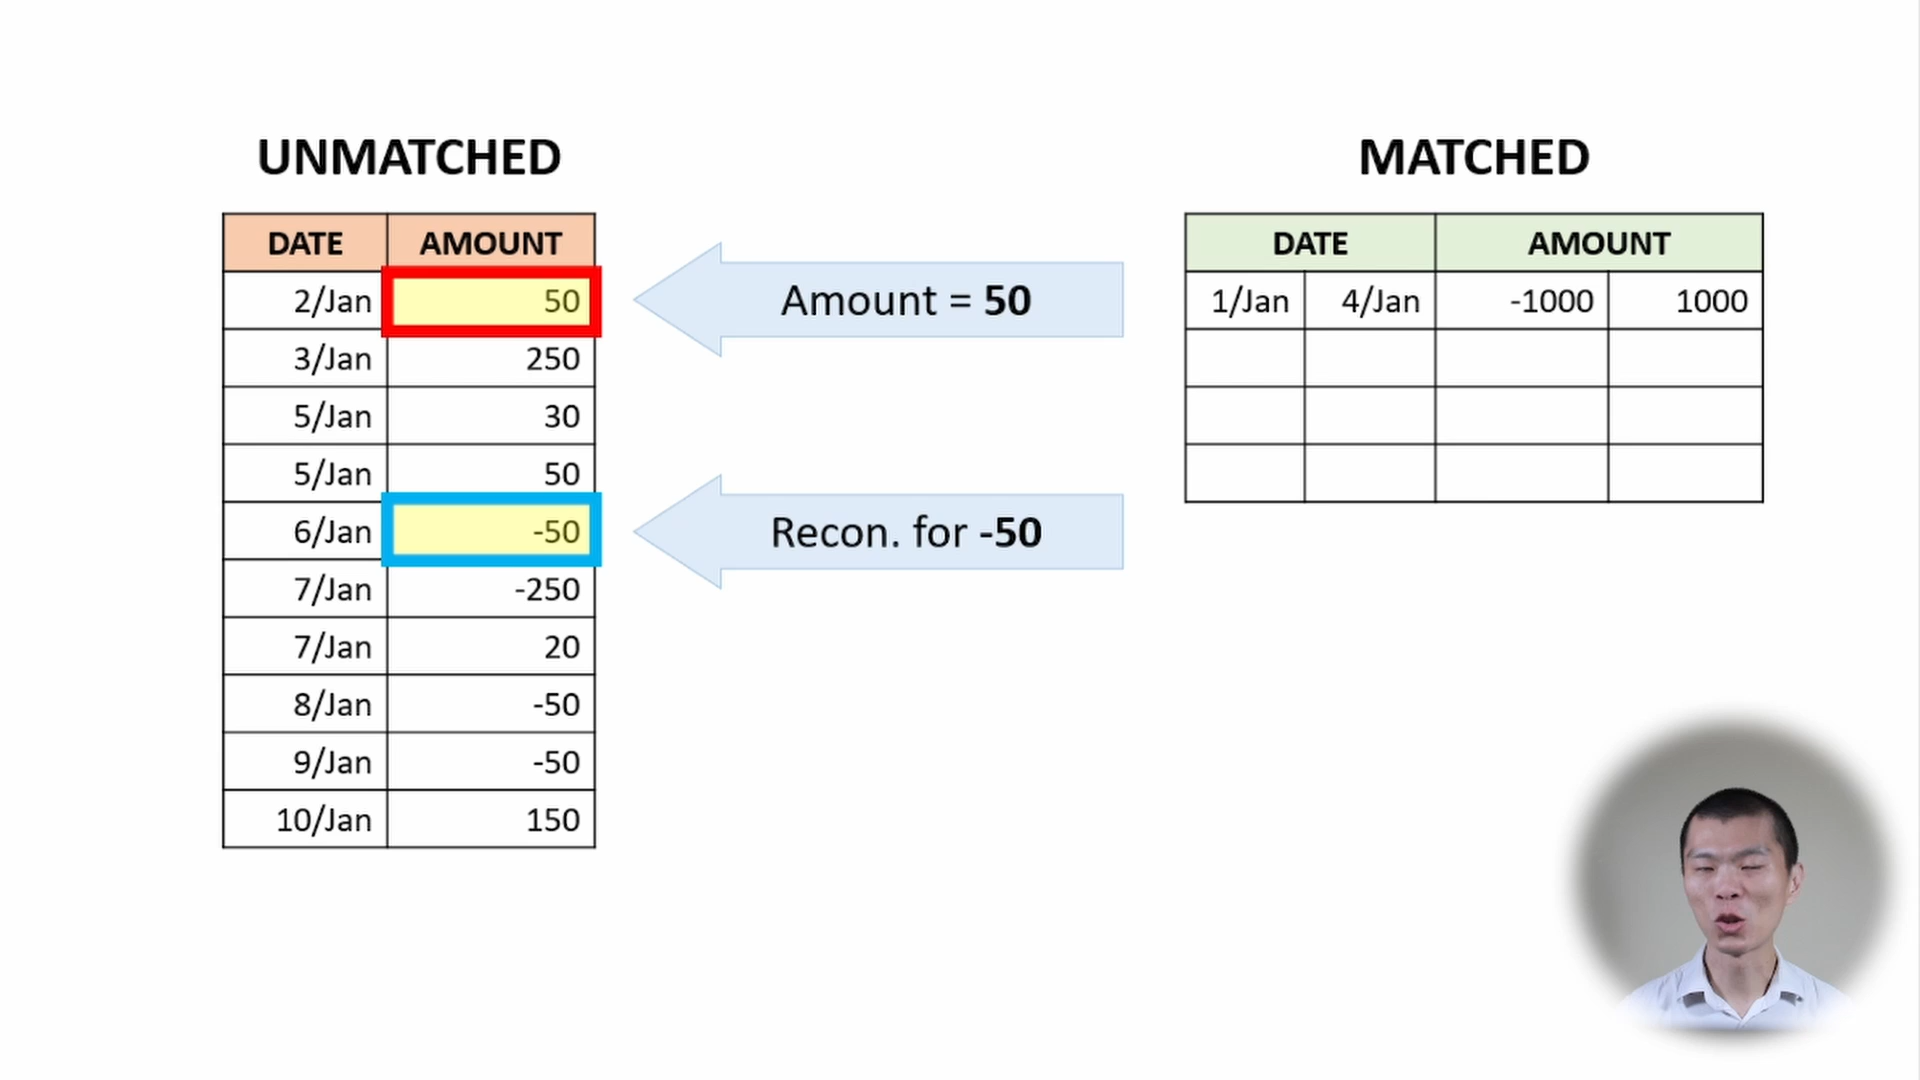 UNMATCHED
DATE AMOUNT
2/Jan 50
3/Jan 250
5/Jan 30
5/Jan 50
6/Jan -50
7/Jan -250
7/Jan 20
8/Jan -50
9/Jan -50
10/Jan 150
Amount = 50
Recon. for -50
MATCHED
DATE AMOUNT
1/Jan 4/Jan -1000 1000